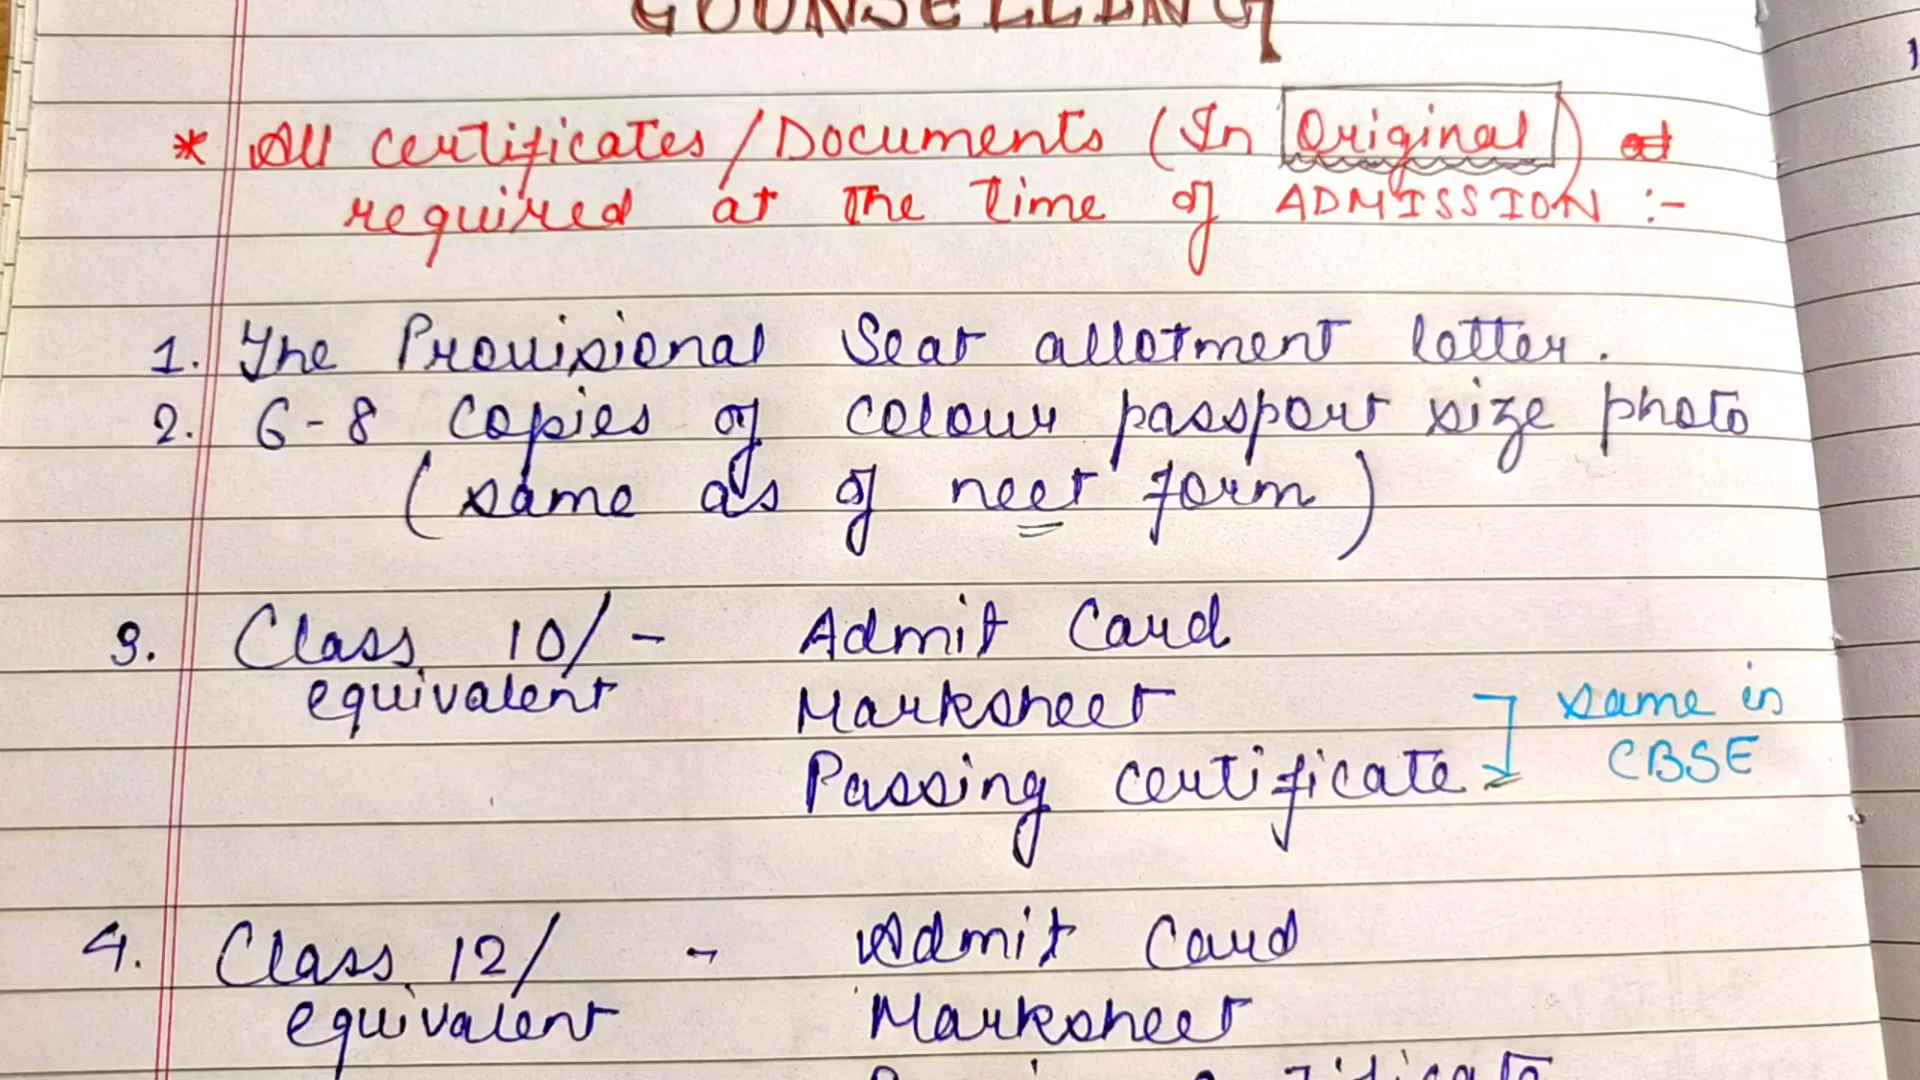 COUNSELLING
* All certificates/Documents (In Original)
required at the time of ADMISSION :-
1. The Provisional Seat allotment letter.
2. 6-8 Copies of colour passport size photo
(same as of neet form)
3. Class 10/ - Admit Card
equivalent Marksheet
Passing certificate
same in
CBSE
4. Class 12/ - Admit Card
equivalent Marksheet